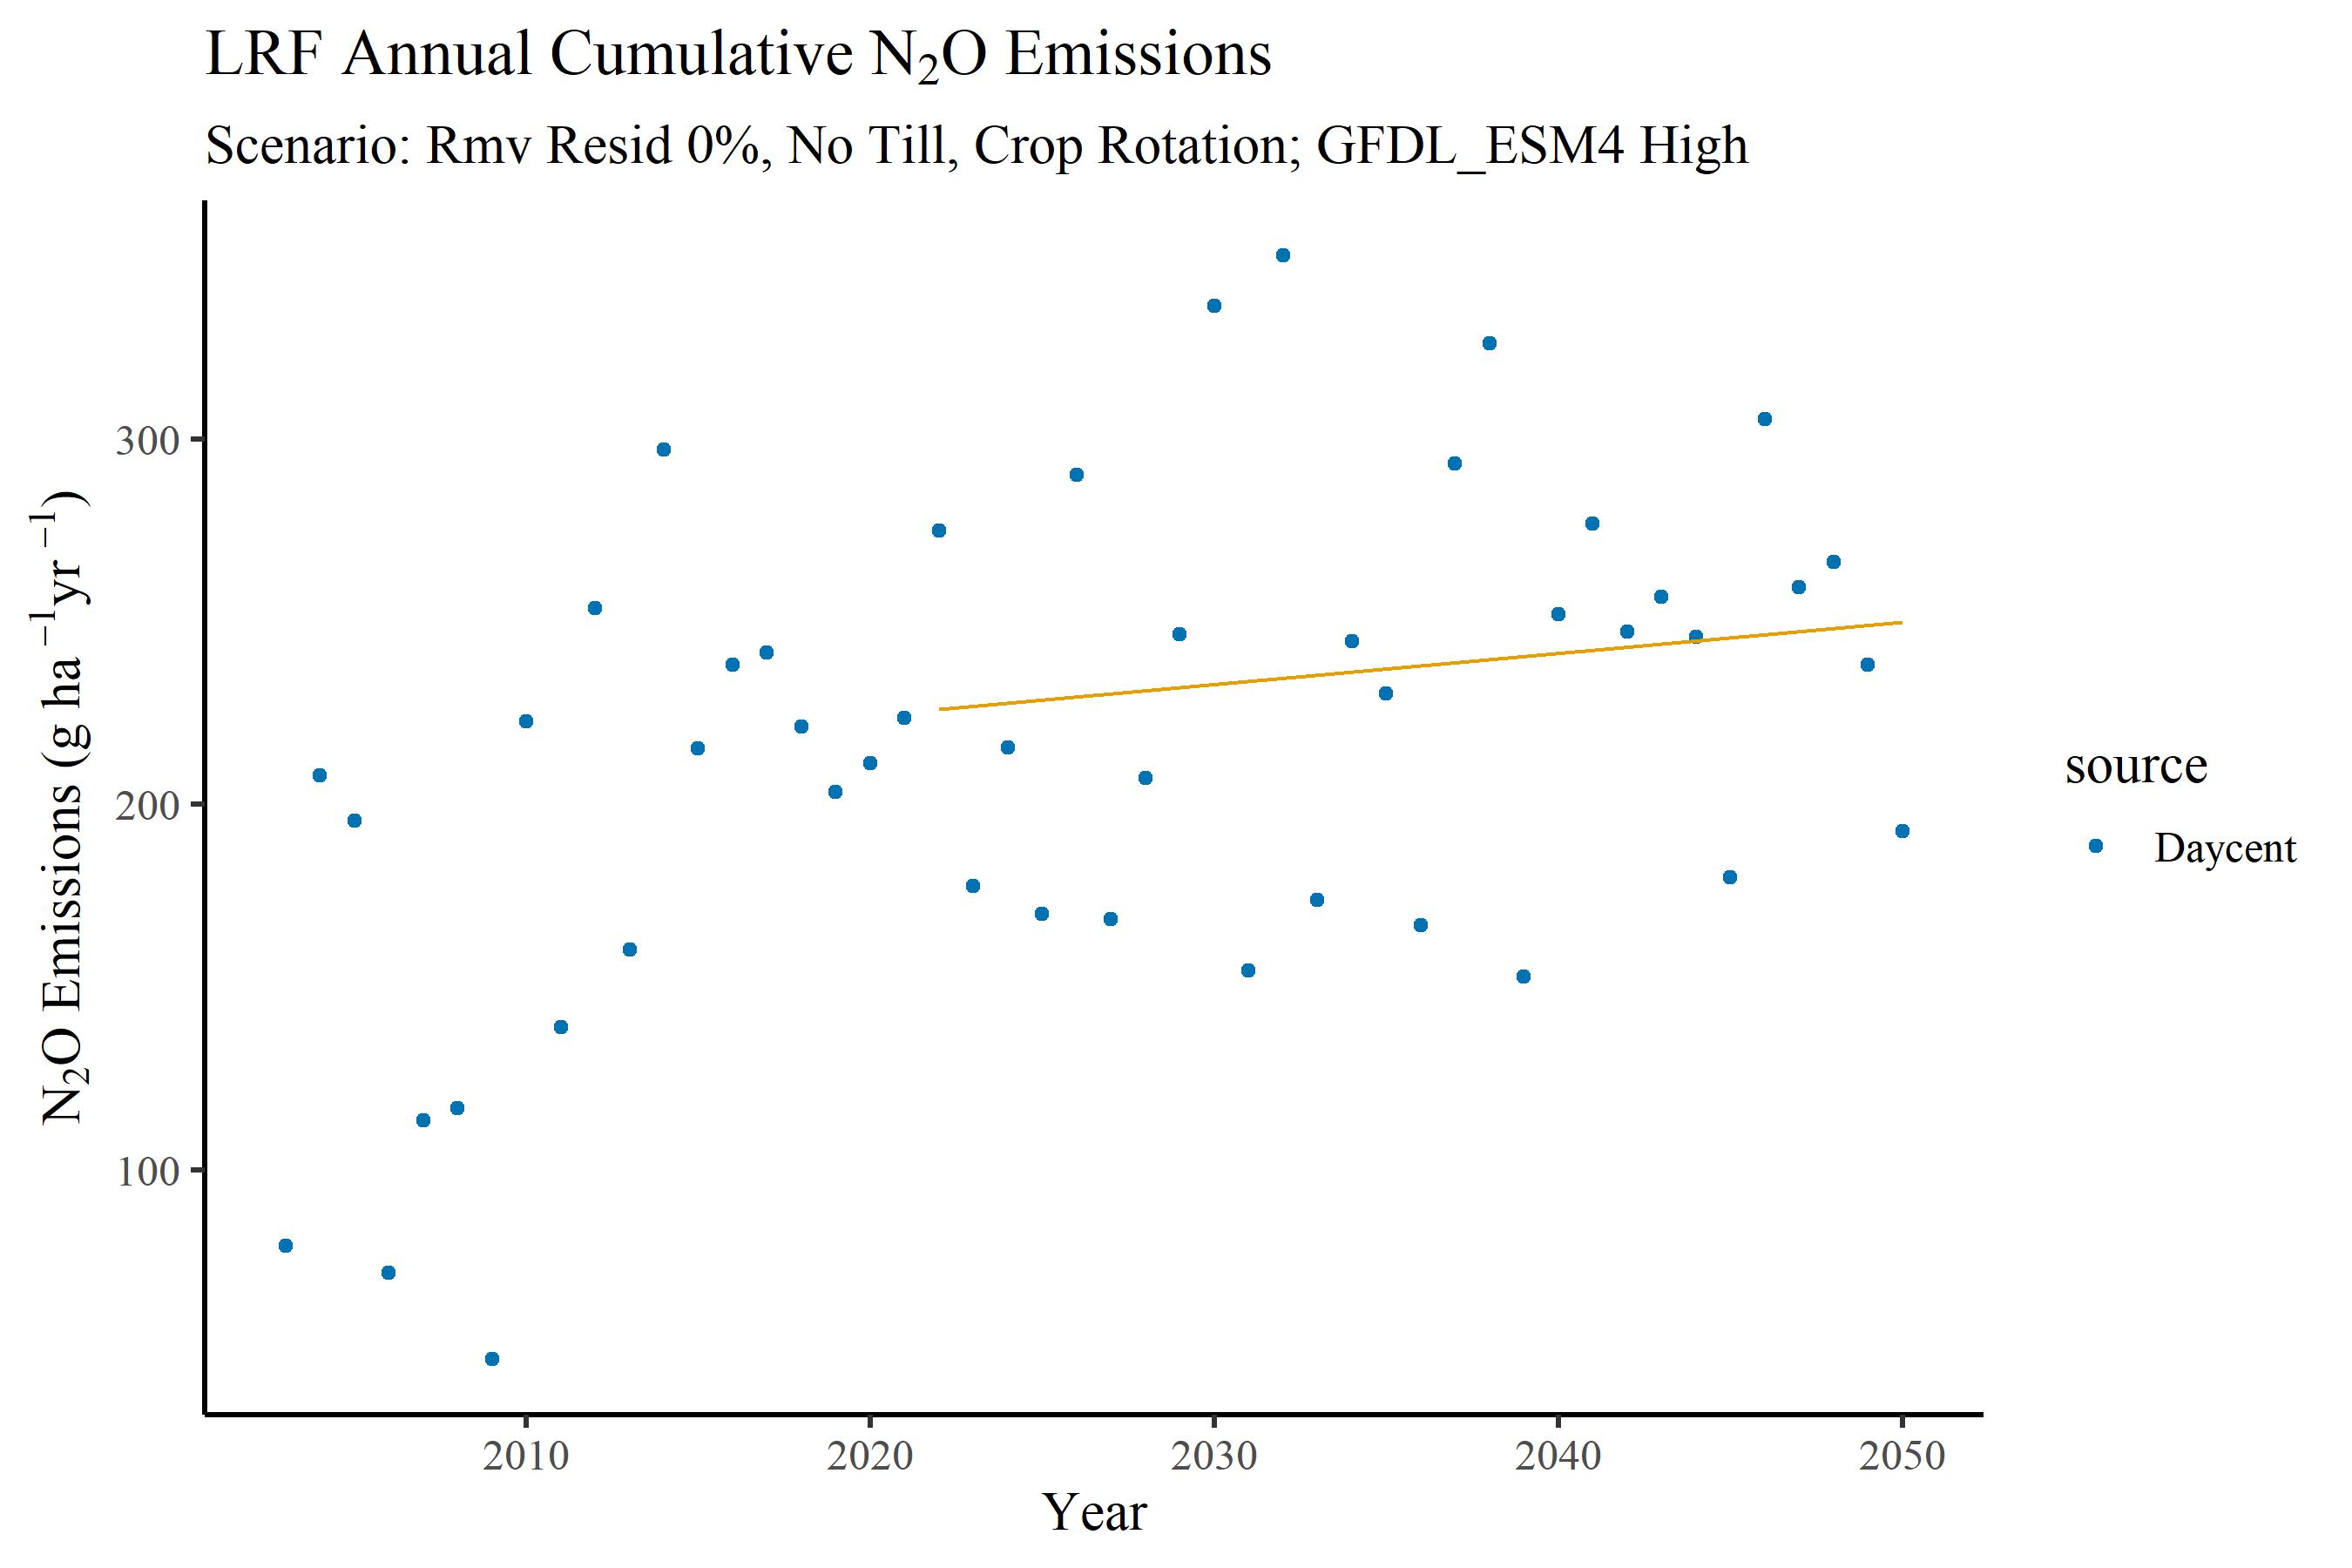 LRF Annual Cumulative N₂O Emissions
Scenario: Rmv Resid 0%, No Till, Crop Rotation; GFDL_ESM4 High
N₂O Emissions (g ha⁻¹yr⁻¹)
300
200
100
2010 2020 2030 2040 2050
Year
source
Daycent